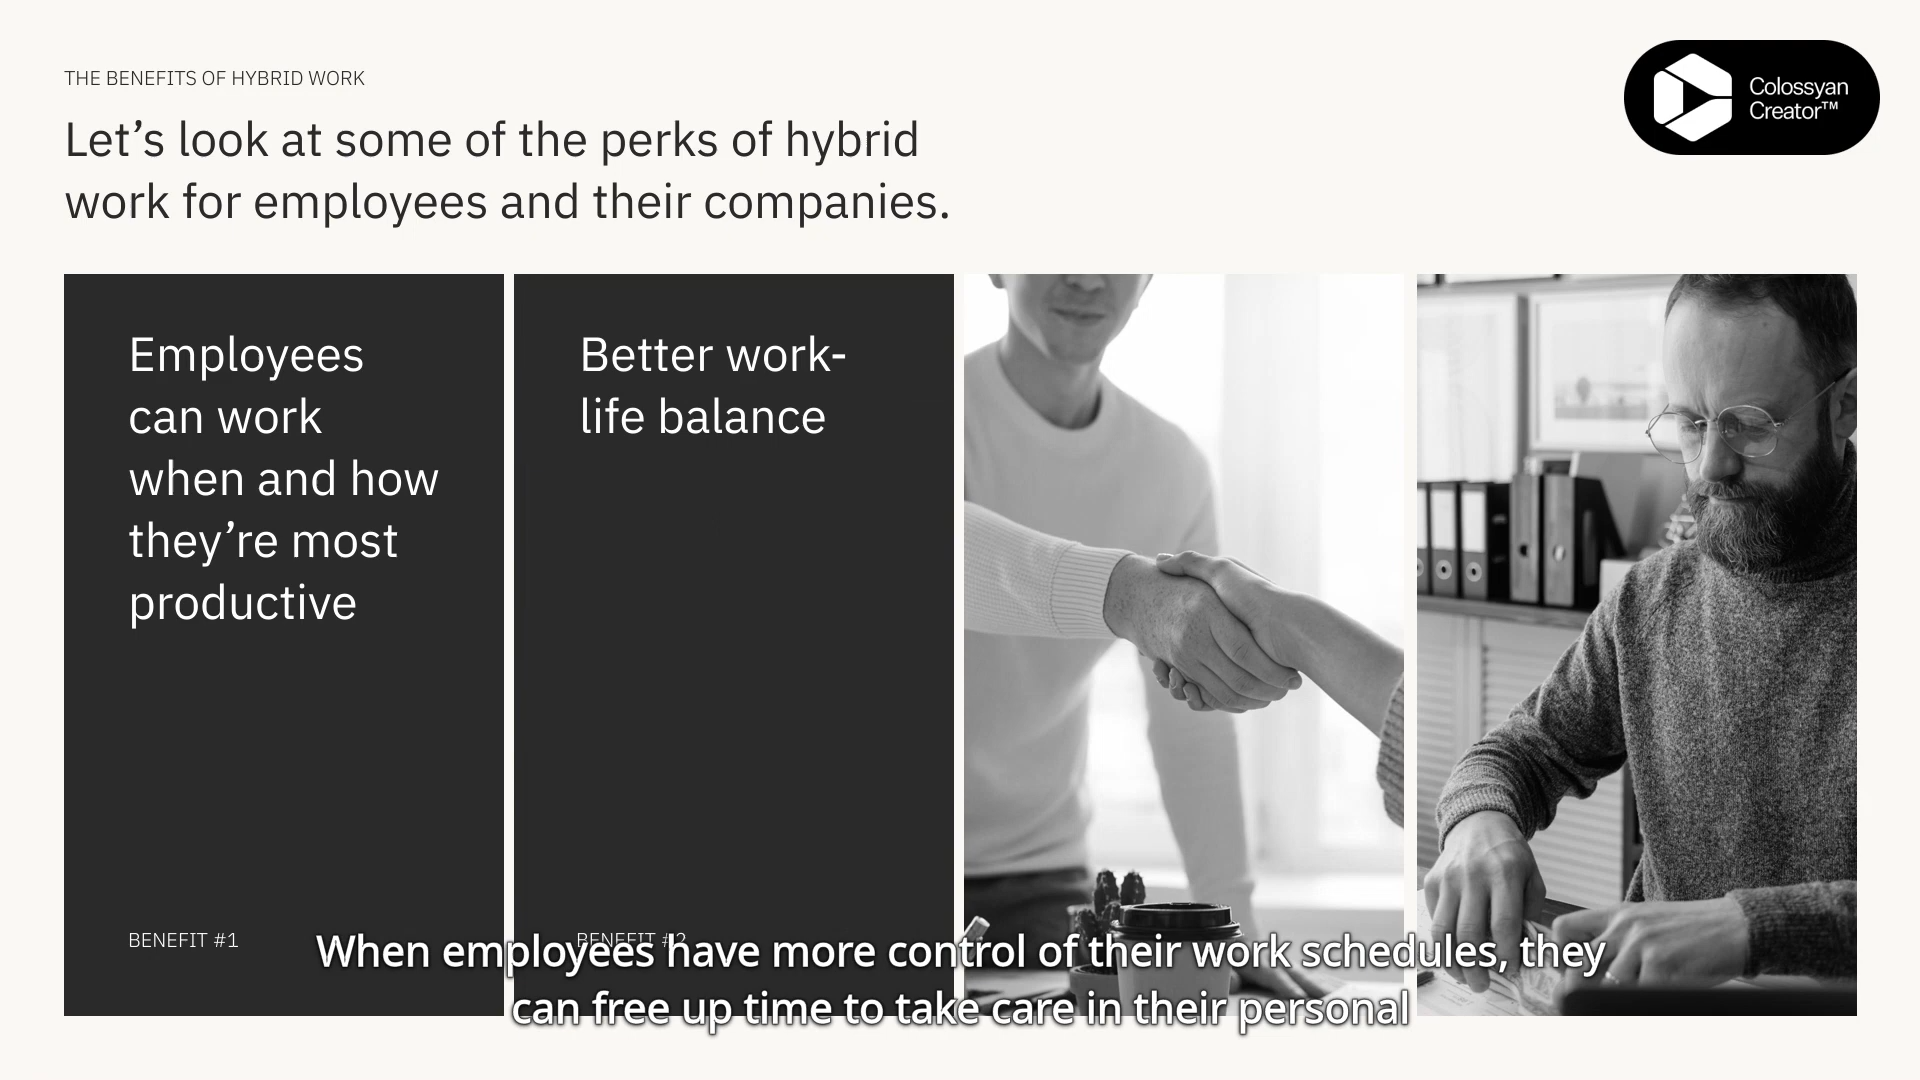 THE BENEFITS OF HYBRID WORK
Let’s look at some of the perks of hybrid
work for employees and their companies.
Colossyan
Creator™
Employees
can work
when and how
they’re most
productive
BENEFIT #1
Better work-
life balance
BENEFIT #2
When employees have more control of their work schedules, they
can free up time to take care in their personal